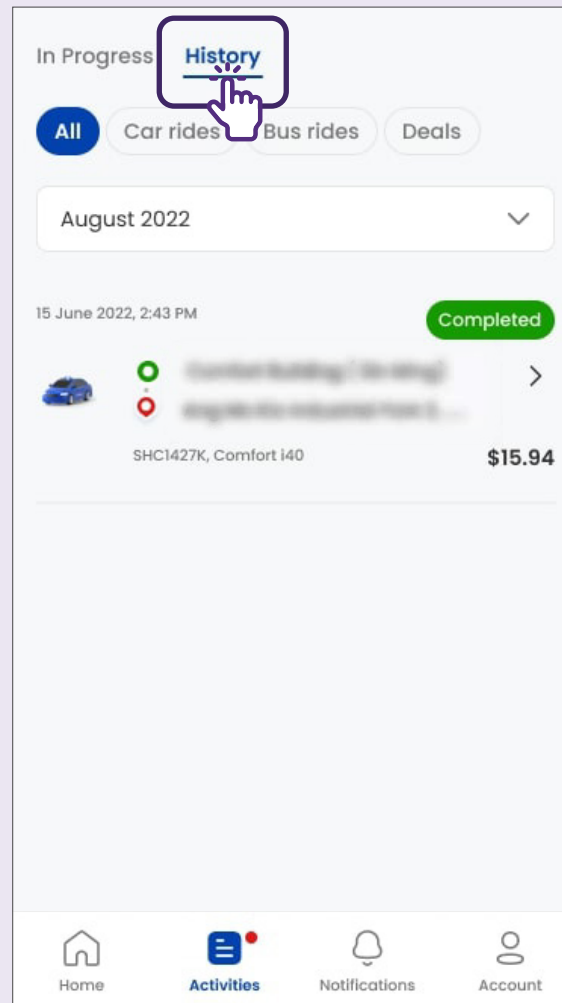 In Progress History
All Car rides Bus rides Deals
August 2022
15 June 2022, 2:43 PM Completed
SHC1427K, Comfort i40 $15.94
Home Activities Notifications Account